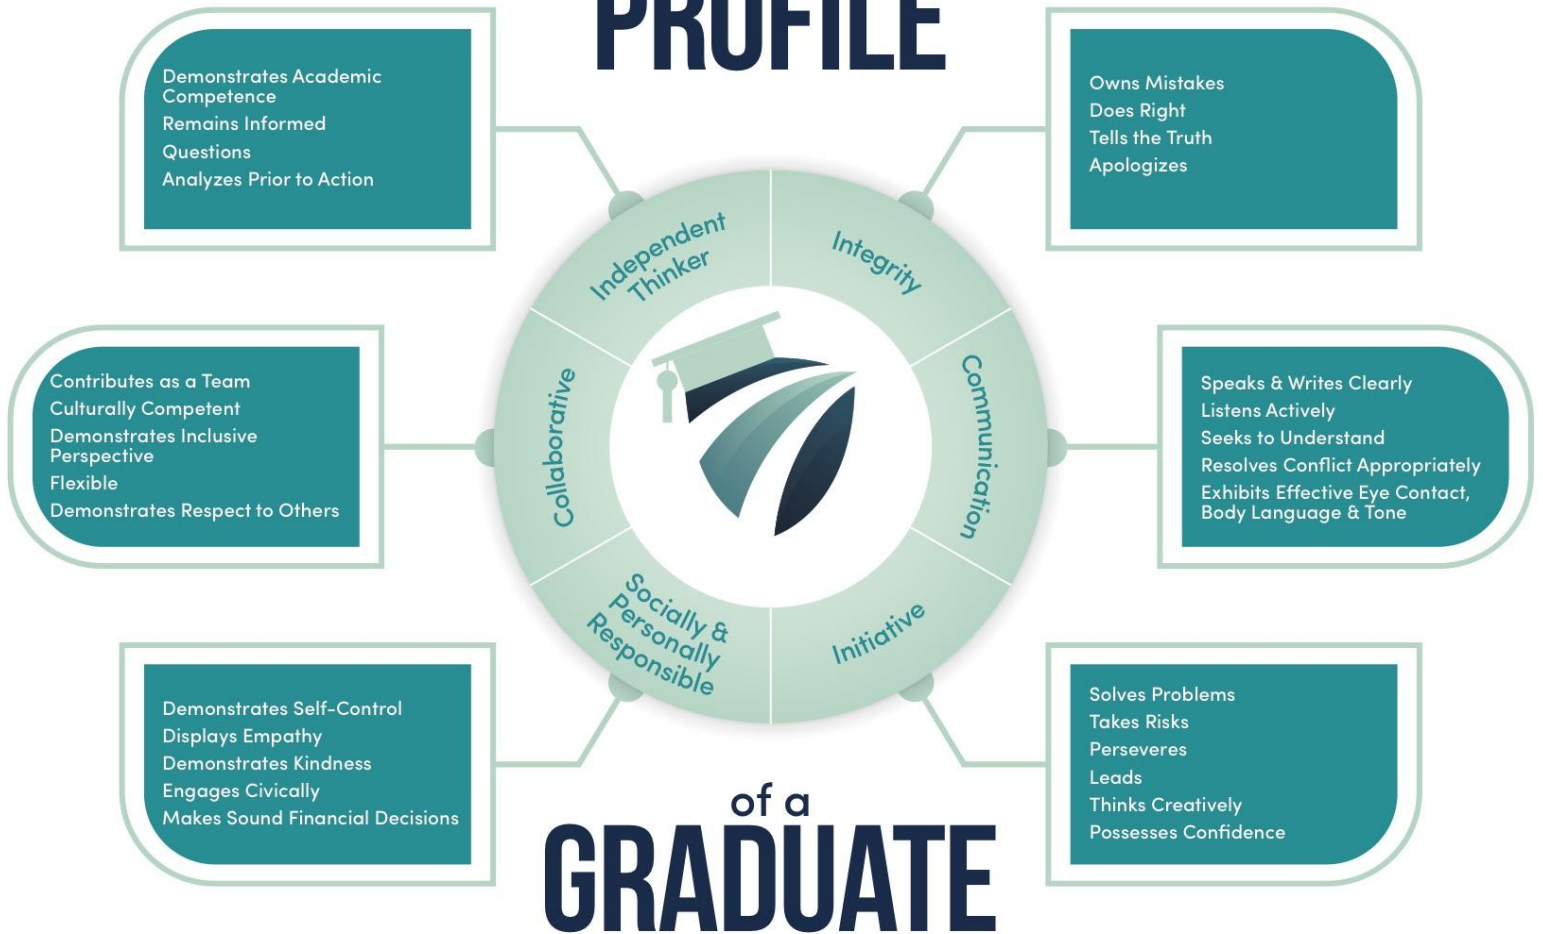 PROFILE
Demonstrates Academic
Competence
Remains Informed
Questions
Analyzes Prior to Action
Owns Mistakes
Does Right
Tells the Truth
Apologizes
Independent
Thinker
Integrity
Contributes as a Team
Culturally Competent
Demonstrates Inclusive
Perspective
Flexible
Demonstrates Respect to Others
Collaborative
Communication
Speaks & Writes Clearly
Listens Actively
Seeks to Understand
Resolves Conflict Appropriately
Exhibits Effective Eye Contact,
Body Language & Tone
Socially &
Personally
Responsible
Initiative
Demonstrates Self-Control
Displays Empathy
Demonstrates Kindness
Engages Civically
Makes Sound Financial Decisions
Solves Problems
Takes Risks
Perseveres
Leads
Thinks Creatively
Possesses Confidence
of a
GRADUATE